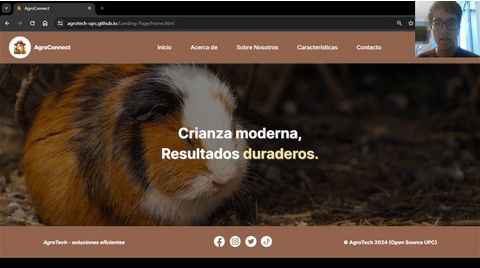 AgroConnect
agrotech-upc.github.io/Landing-Page/home.html
AgroConnect
Inicio
Acerca de
Sobre Nosotros
Características
Contacto
Crianza moderna,
Resultados duraderos.
AgroTech - soluciones eficientes
© AgroTech 2024 (Open Source UPC)